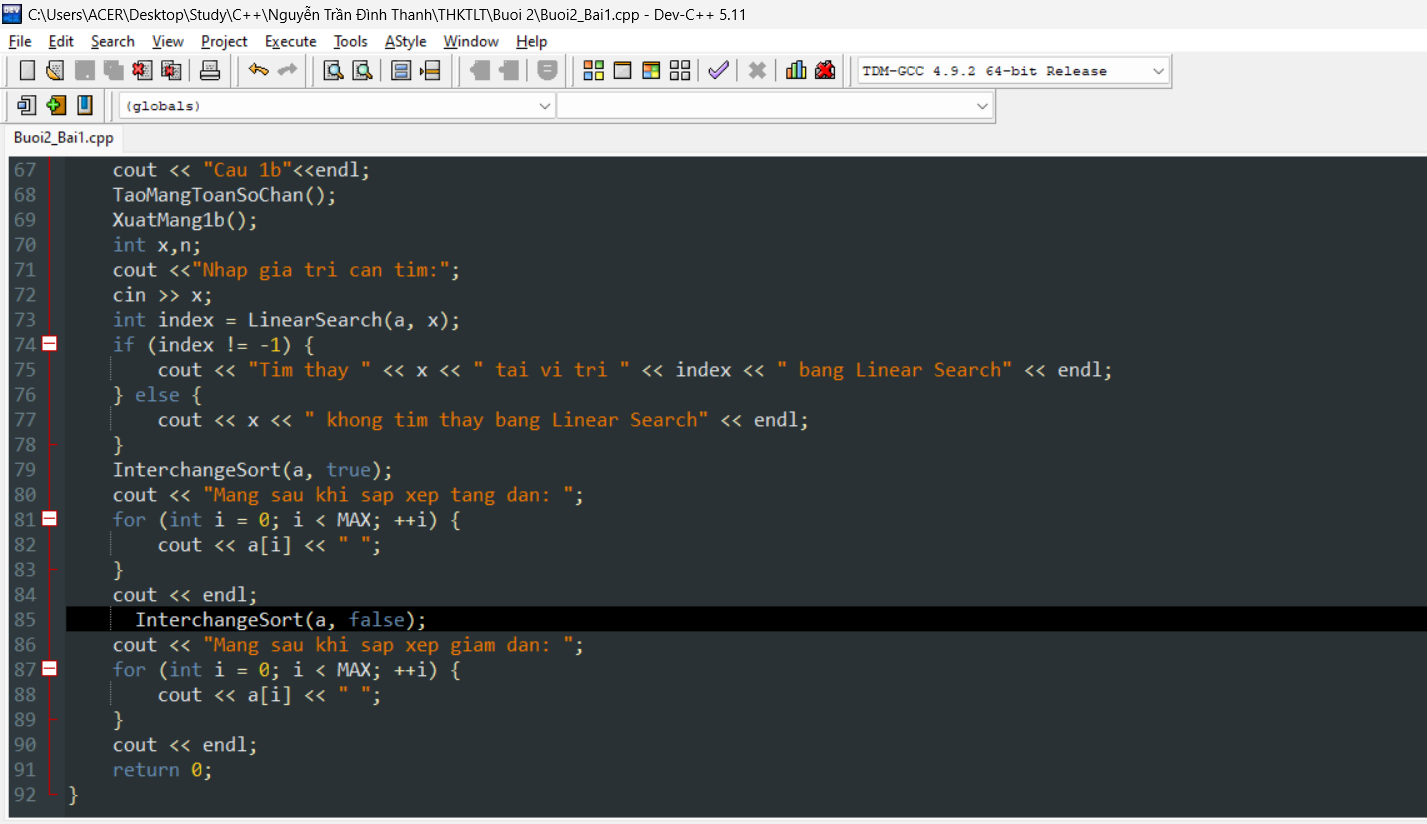 C:\Users\ACER\Desktop\Study\C++\Nguyễn Trần Đình Thanh\THKTLT\Buoi 2\Buoi2_Bai1.cpp - Dev-C++ 5.11
File Edit Search View Project Execute Tools AStyle Window Help
TDM-GCC 4.9.2 64-bit Release
(globals)
Buoi2_Bai1.cpp
67 cout << "Cau 1b"<<endl;
68 TaoMangToanSoChan();
69 XuatMang1b();
70 int x,n;
71 cout <<"Nhap gia tri can tim:";
72 cin >> x;
73 int index = LinearSearch(a, x);
74 if (index != -1) {
75 cout << "Tim thay " << x << " tai vi tri " << index << " bang Linear Search" << endl;
76 } else {
77 cout << x << " khong tim thay bang Linear Search" << endl;
78 }
79 InterchangeSort(a, true);
80 cout << "Mang sau khi sap xep tang dan: ";
81 for (int i = 0; i < MAX; ++i) {
82 cout << a[i] << " ";
83 }
84 cout << endl;
85 InterchangeSort(a, false);
86 cout << "Mang sau khi sap xep giam dan: ";
87 for (int i = 0; i < MAX; ++i) {
88 cout << a[i] << " ";
89 }
90 cout << endl;
91 return 0;
92 }